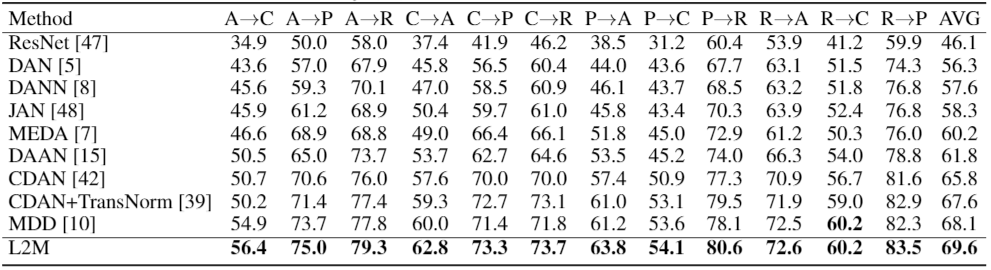 Method A→C A→P A→R C→A C→P C→R P→A P→C P→R R→A R→C R→P AVG
ResNet [47] 34.9 50.0 58.0 37.4 41.9 46.2 38.5 31.2 60.4 53.9 41.2 59.9 46.1
DAN [5] 43.6 57.0 67.9 45.8 56.5 60.4 44.0 43.6 67.7 63.1 51.5 74.3 56.3
DANN [8] 45.6 59.3 70.1 47.0 58.5 60.9 46.1 43.7 68.5 63.2 51.8 76.8 57.6
JAN [48] 45.9 61.2 68.9 50.4 59.7 61.0 45.8 43.4 70.3 63.9 52.4 76.8 58.3
MEDA [7] 46.6 68.9 68.8 49.0 66.4 66.1 51.8 45.0 72.9 61.2 50.3 76.0 60.2
DAAN [15] 50.5 65.0 73.7 53.7 62.7 64.6 53.5 45.2 74.0 66.3 54.0 78.8 61.8
CDAN [42] 50.7 70.6 76.0 57.6 70.0 70.0 57.4 50.9 77.3 70.9 56.7 81.6 65.8
CDAN+TransNorm [39] 50.2 71.4 77.4 59.3 72.7 73.1 61.0 53.1 79.5 71.9 59.0 82.9 67.6
MDD [10] 54.9 73.7 77.8 60.0 71.4 71.8 61.2 53.6 78.1 72.5 60.2 82.3 68.1
L2M 56.4 75.0 79.3 62.8 73.3 73.7 63.8 54.1 80.6 72.6 60.2 83.5 69.6